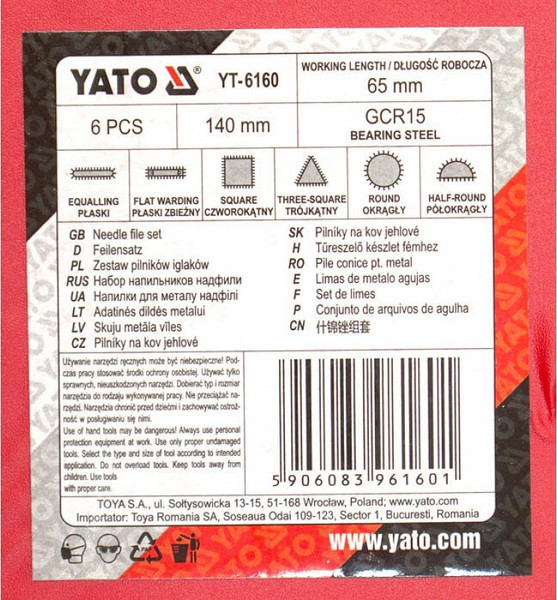 YATO ® YT-6160
WORKING LENGTH / DŁUGOŚĆ ROBOCZA
65 mm
6 PCS
140 mm
GCR15
BEARING STEEL
EQUALLING
PŁASKI
FLAT WARDING
PŁASKI ZBIEŻNY
SQUARE
CZWOROKĄTNY
THREE-SQUARE
TRÓJKĄTNY
ROUND
OKRĄGŁY
HALF-ROUND
PÓŁOKRĄGŁY
GB Needle file set
D Feilensatz
PL Zestaw pilników iglaków
RUS Набор напильников надфили
UA Напилки для металу надфілі
LT Adatinės dildės metalui
LV Skuju metāla vīles
CZ Pilníky na kov jehlové
SK Pilníky na kov jehlové
H Tűreszelő készlet fémhez
RO Pile conice pt. metal
E Limas de metalo agujas
F Set de limes
P Conjunto de arquivos de agulha
CN 什锦锉组套
Używanie narzędzi ręcznych może być niebezpieczne! Pod-
czas pracy stosować środki ochrony osobistej. Używać tylko
sprawnych, nieuszkodzonych narzędzi. Dobierać typ i rozmiar
narzędzia do rodzaju wykonywanej pracy. Nie przeciążać na-
rzędzi. Narzędzia chronić przed dziećmi i zachowywać ostroż-
ność w posługiwaniu się nimi.
Use of hand tools may be dangerous! Always use personal
protection equipment at work. Use only proper undamaged
tools. Select the type and size of tool according to intended
application. Do not overload tools. Keep tools away from
children. Use tools
with proper care.
5 906083 961601
TOYA S.A., ul. Sołtysowicka 13-15, 51-168 Wrocław, Poland; www.yato.com
Importator: Toya Romania SA, Soseaua Odai 109-123, Sector 1, Bucuresti, Romania
www.yato.com